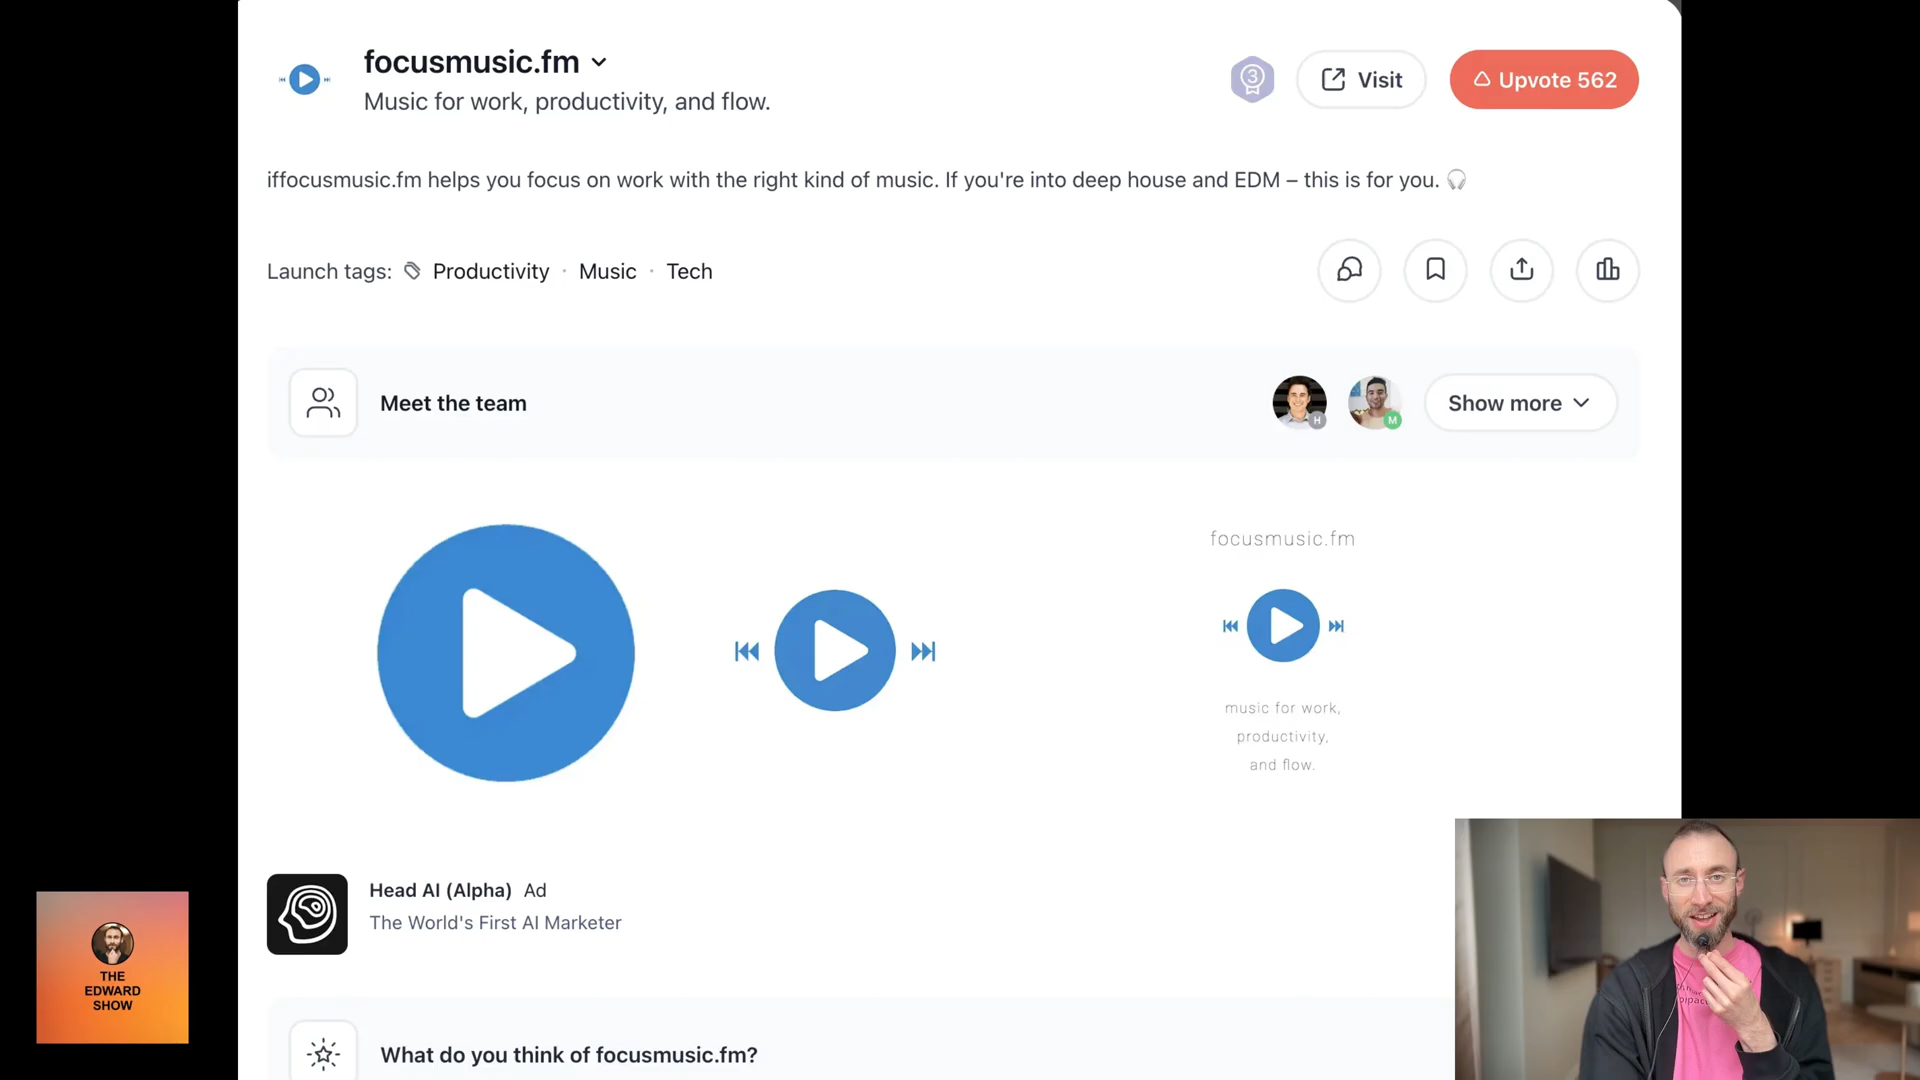 focusmusic.fm
Music for work, productivity, and flow.
3
Visit
Upvote 562
iffocusmusic.fm helps you focus on work with the right kind of music. If you're into deep house and EDM – this is for you. 🎧
Launch tags: Productivity · Music · Tech
Meet the team
H
M
Show more
focusmusic.fm
music for work,
productivity,
and flow.
Head AI (Alpha) Ad
The World's First AI Marketer
THE
EDWARD
SHOW
What do you think of focusmusic.fm?